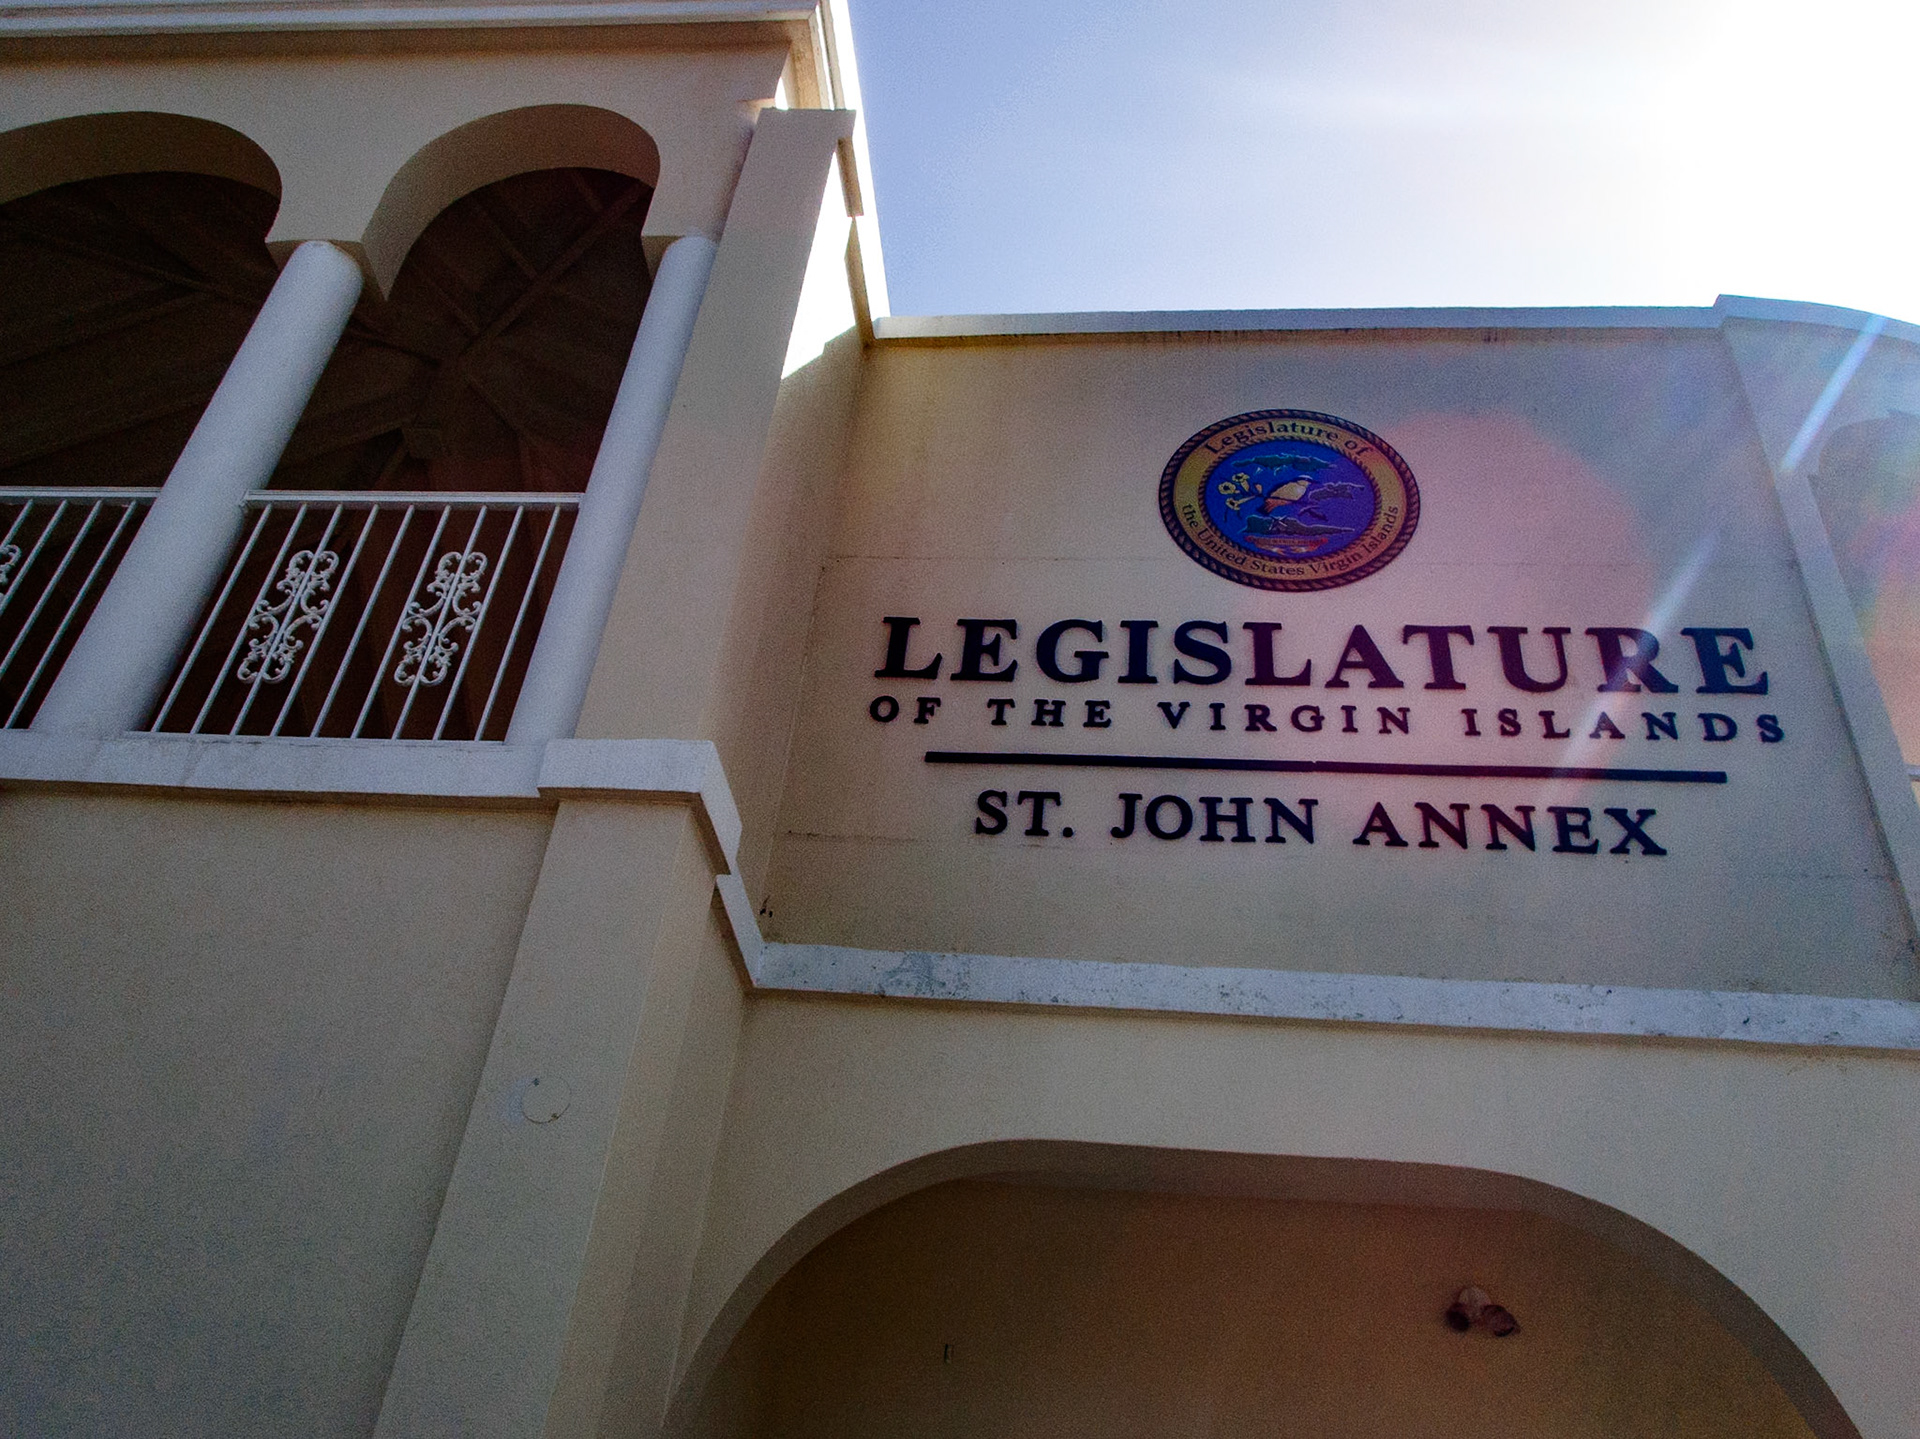 Legislature of
the United States Virgin Islands
LEGISLATURE
OF THE VIRGIN ISLANDS
ST. JOHN ANNEX